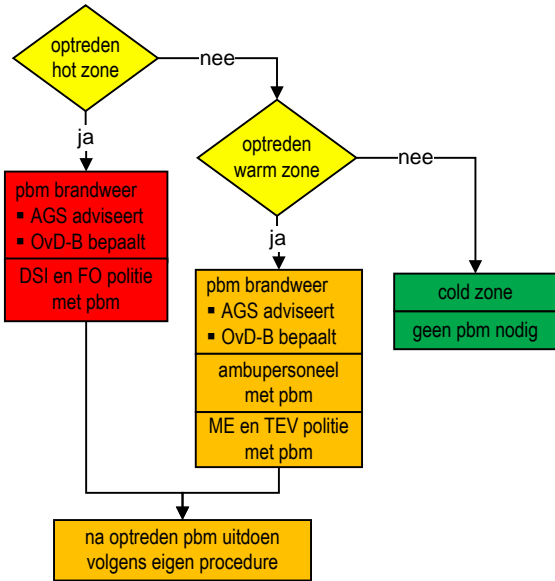 optreden
hot zone
nee
ja
optreden
warm zone
nee
ja
pbm brandweer
▪ AGS adviseert
▪ OvD-B bepaalt
DSI en FO politie
met pbm
pbm brandweer
▪ AGS adviseert
▪ OvD-B bepaalt
ambupersoneel
met pbm
ME en TEV politie
met pbm
cold zone
geen pbm nodig
na optreden pbm uitdoen
volgens eigen procedure